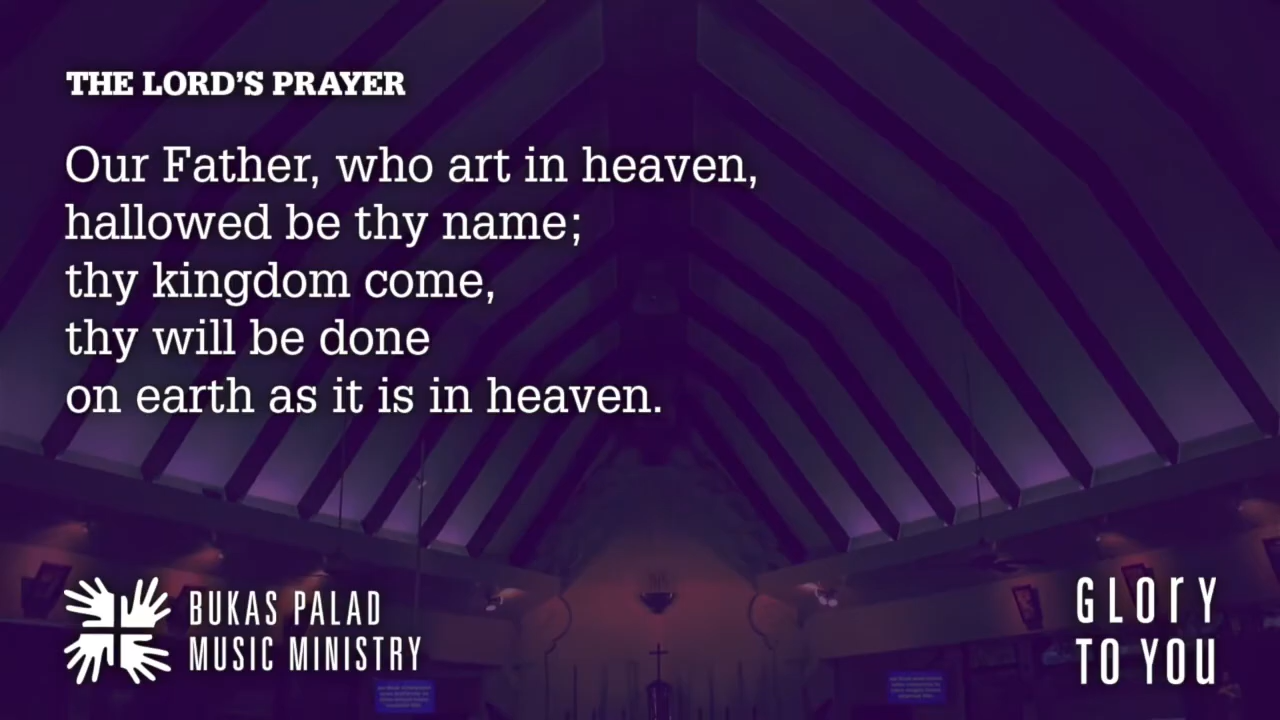 THE LORD'S PRAYER
Our Father, who art in heaven,
hallowed be thy name;
thy kingdom come,
thy will be done
on earth as it is in heaven.
BUKAS PALAD
MUSIC MINISTRY
GLORY
TO YOU